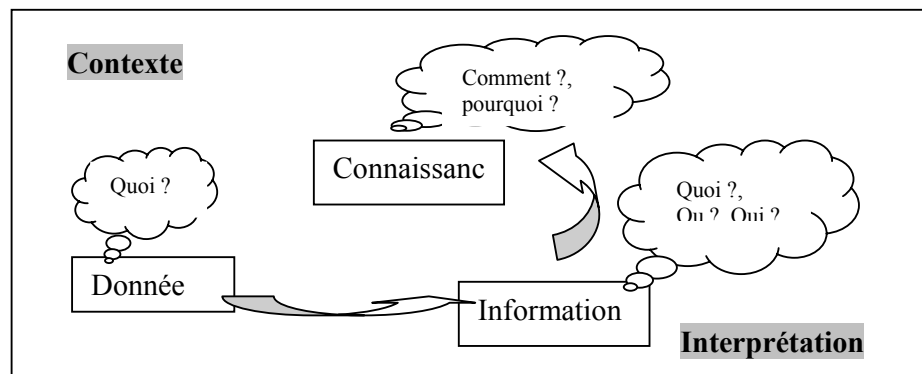 Contexte
Comment ?,
pourquoi ?
Connaissanc
Quoi ?
Quoi ?,
Ou ?, Qui ?
Donnée
Information
Interprétation